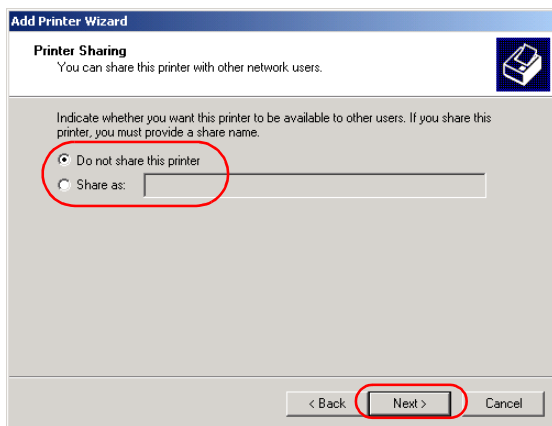 Add Printer Wizard
Printer Sharing
You can share this printer with other network users.
Indicate whether you want this printer to be available to other users. If you share this
printer, you must provide a share name.
Do not share this printer
Share as:
< Back
Next >
Cancel